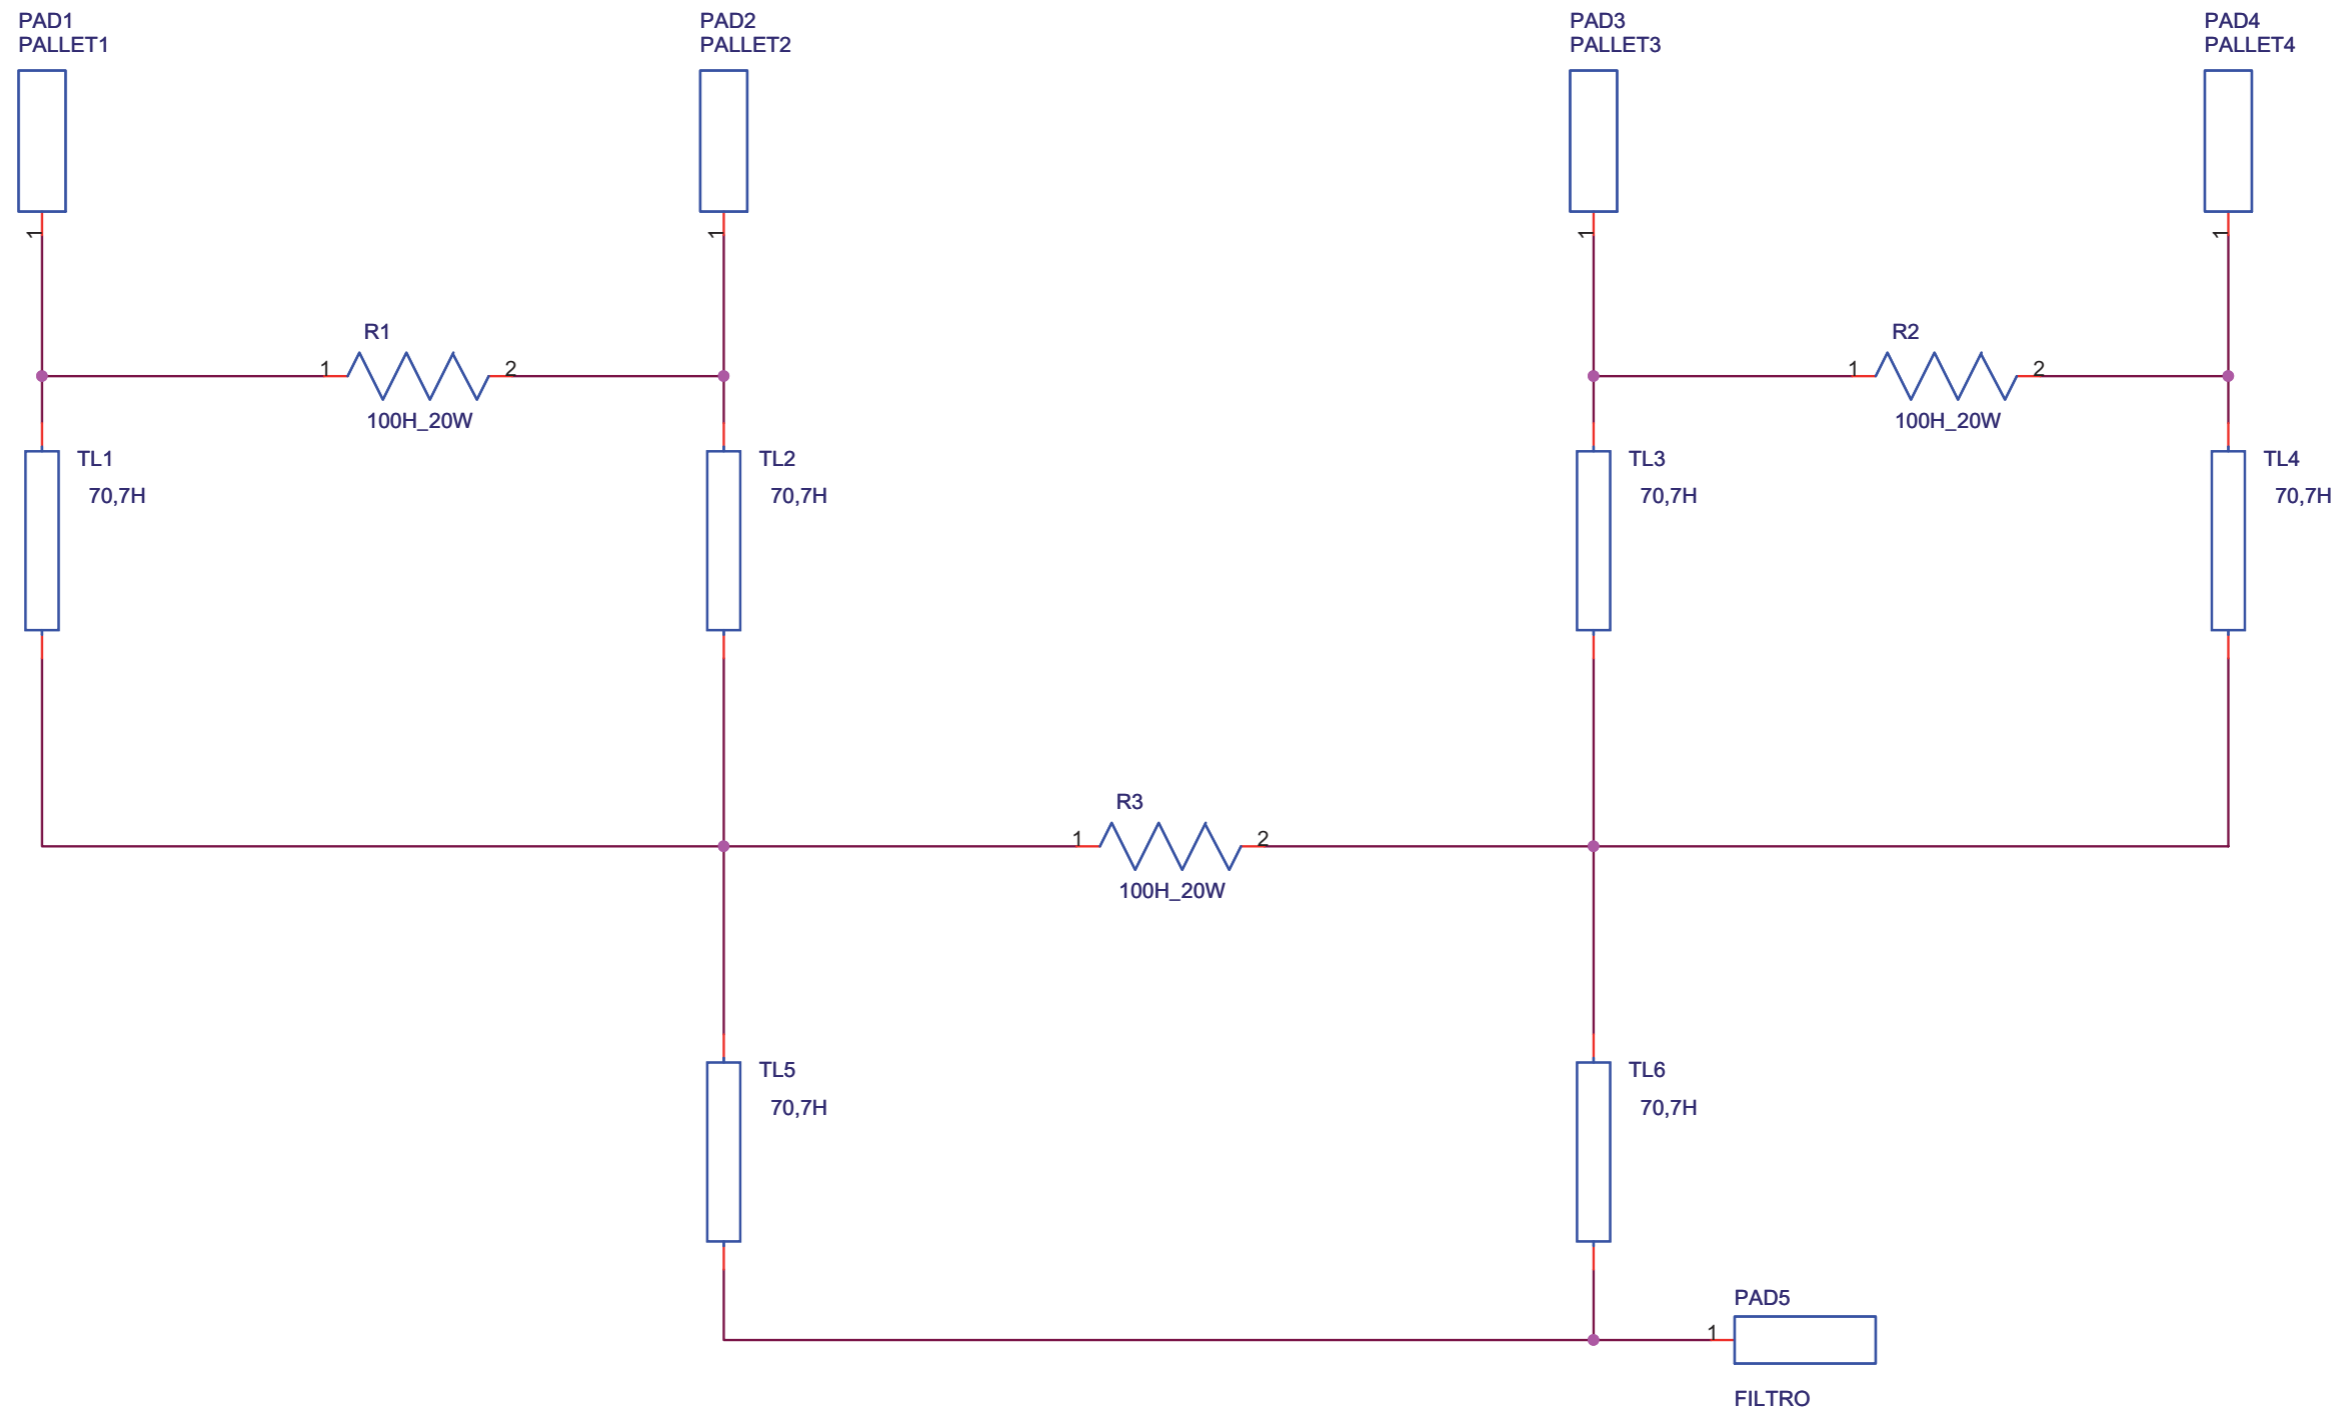 PAD1
PALLET1
PAD2
PALLET2
PAD3
PALLET3
PAD4
PALLET4
1
1
1
1
R1
1
2
100H_20W
R2
1
2
100H_20W
TL1
70,7H
TL2
70,7H
TL3
70,7H
TL4
70,7H
R3
1
2
100H_20W
TL5
70,7H
TL6
70,7H
PAD5
1
FILTRO